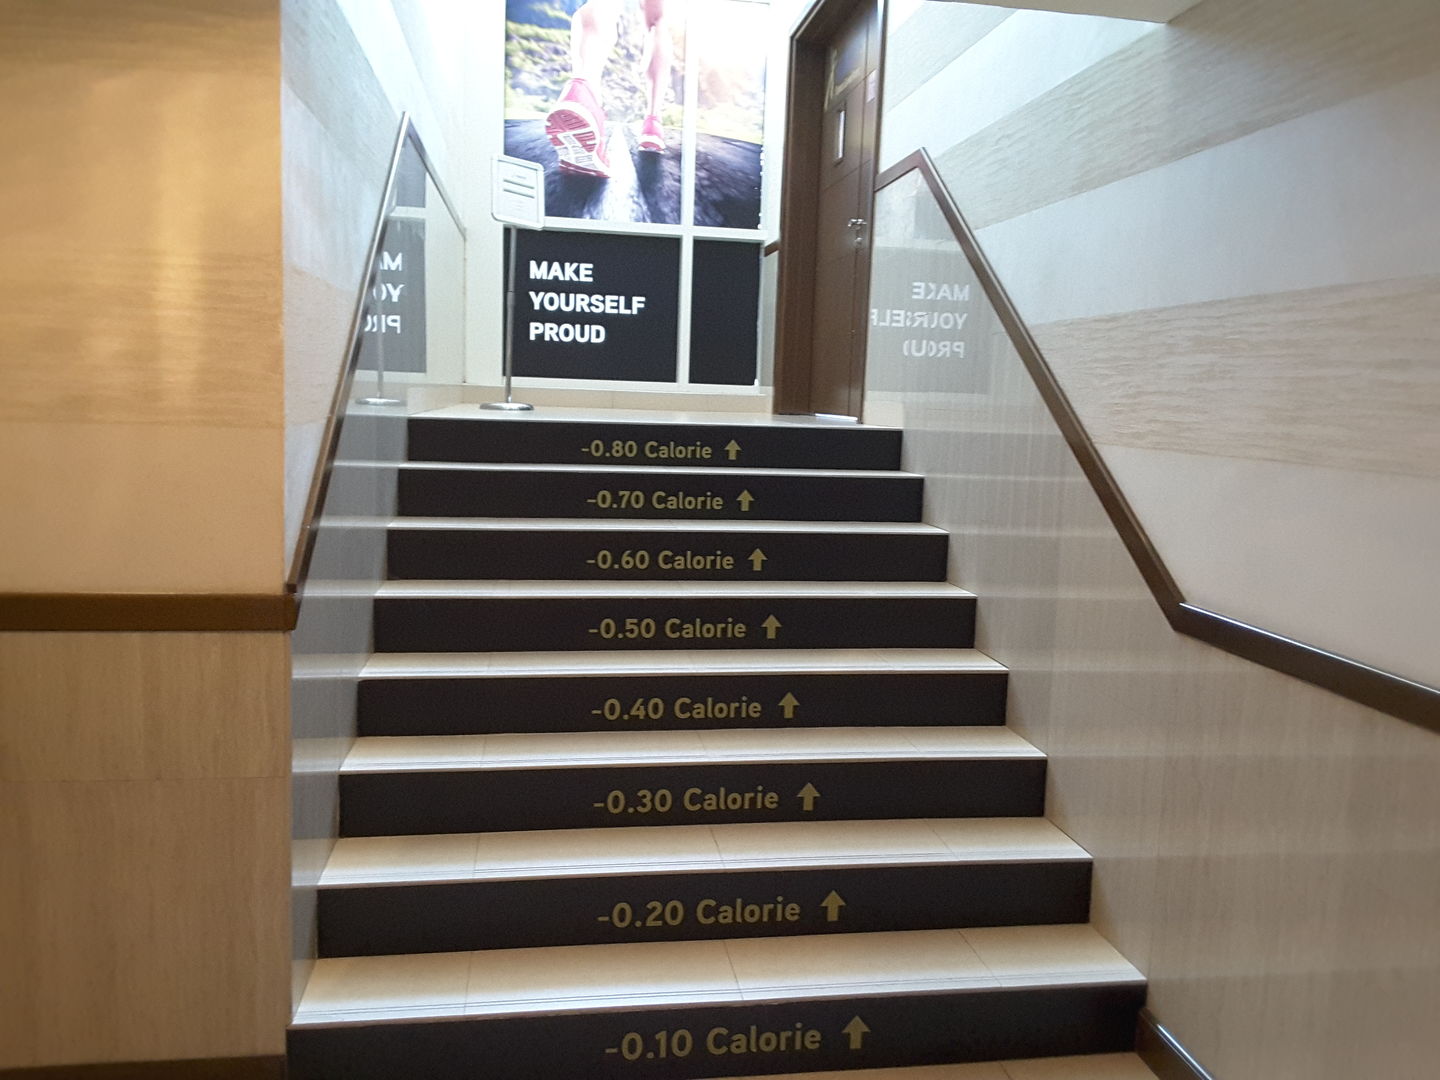 MAKE
YOURSELF
PROUD
-0.80 Calorie
-0.70 Calorie
-0.60 Calorie
-0.50 Calorie
-0.40 Calorie
-0.30 Calorie
-0.20 Calorie
-0.10 Calorie